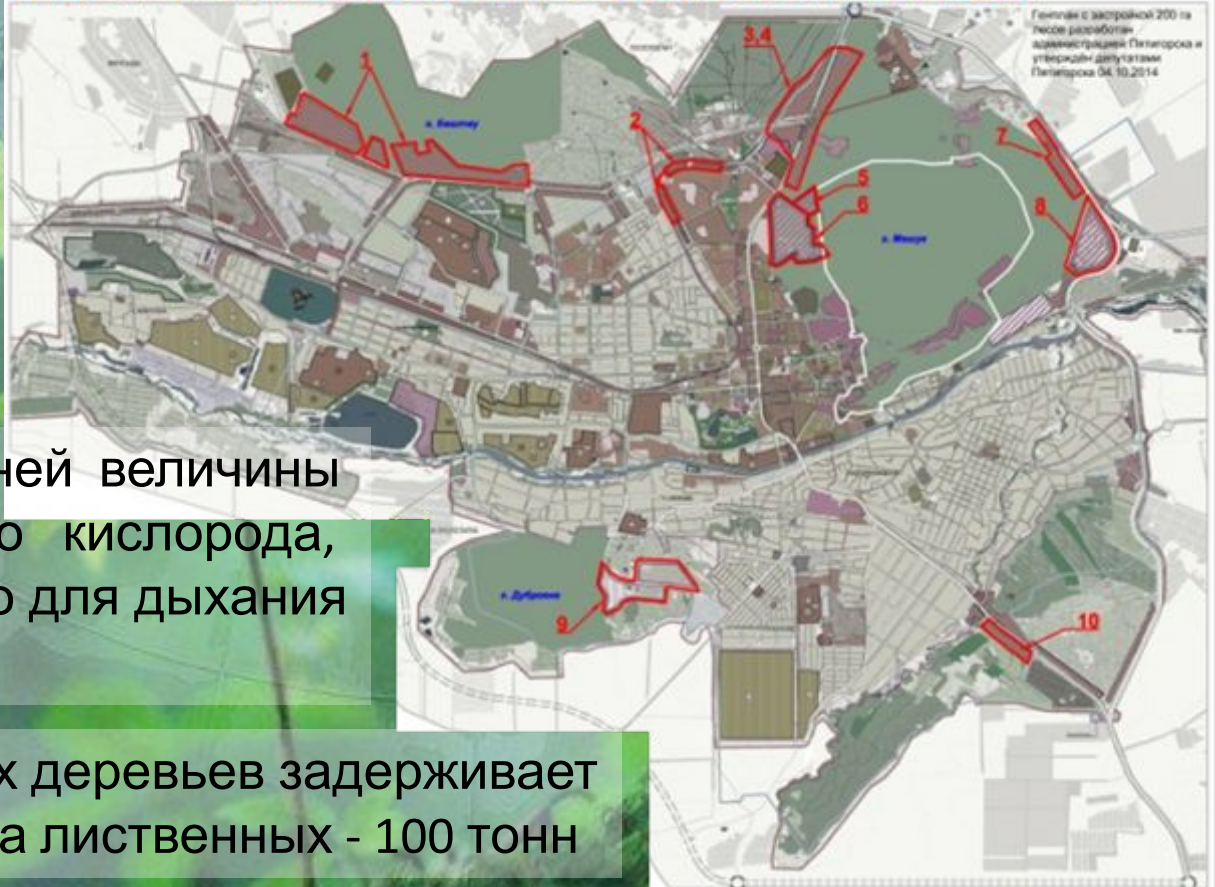 Генплан с застройкой 200 га
лесов разработан
администрацией Пятигорска и
утверждён депутатами
Пятигорска 04.10.2014
1
2
3,4
5
6
7
8
9
10
г. Бештау
г. Машук
г. Дубровка
ней величины
о кислорода,
о для дыхания
х деревьев задерживает
а лиственных - 100 тонн